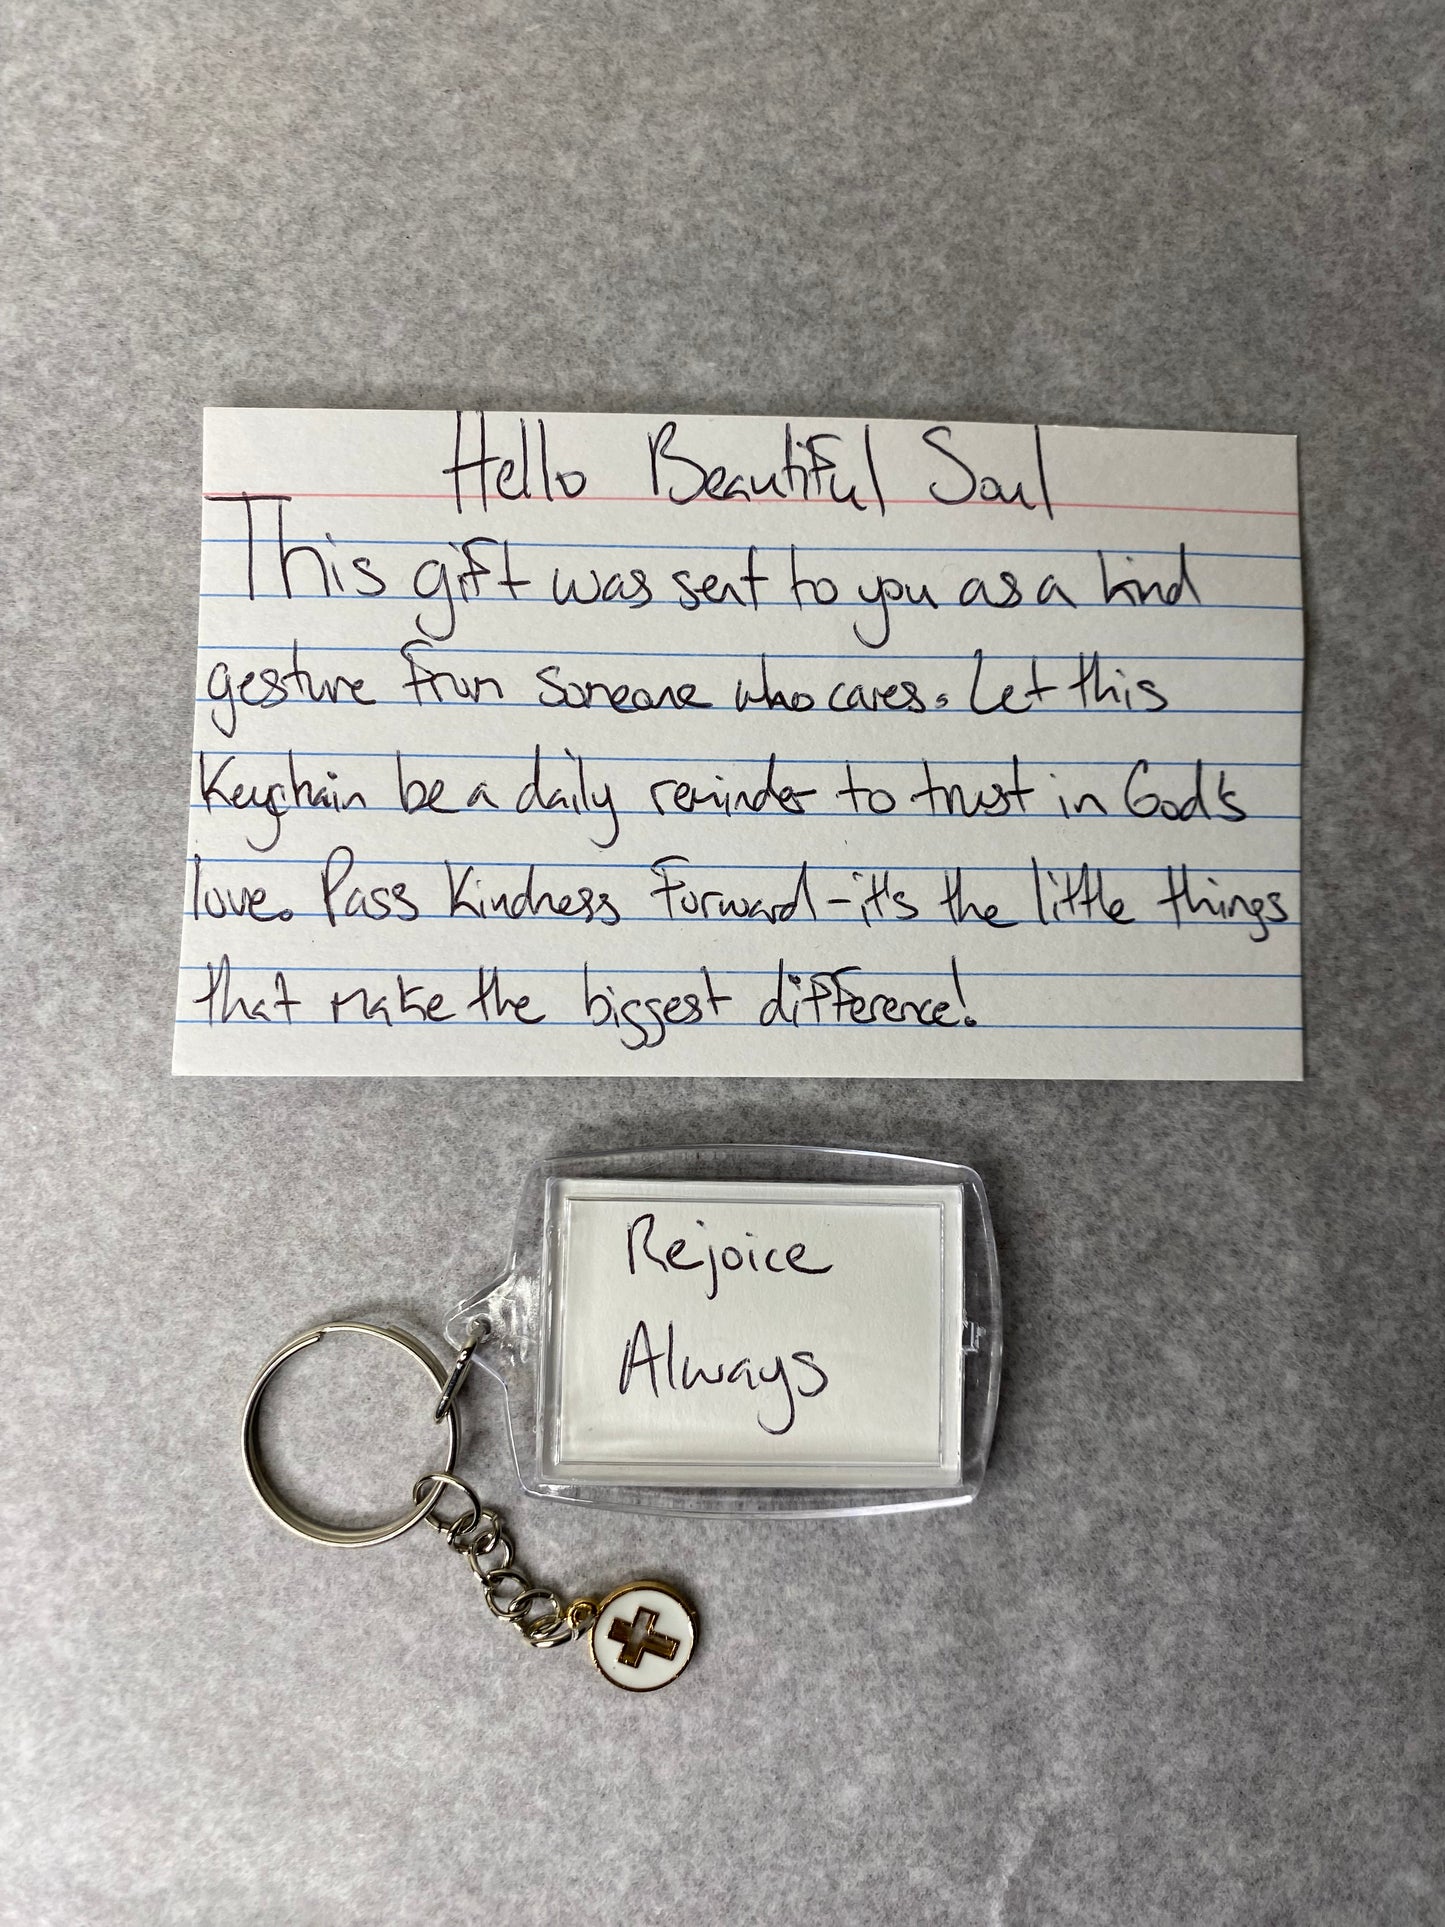 Hello Beautiful Soul
This gift was sent to you as a kind
gesture from someone who cares. Let this
Keychain be a daily reminder to trust in God's
love. Pass Kindness Forward - it's the little things
that make the biggest difference!
Rejoice
Always